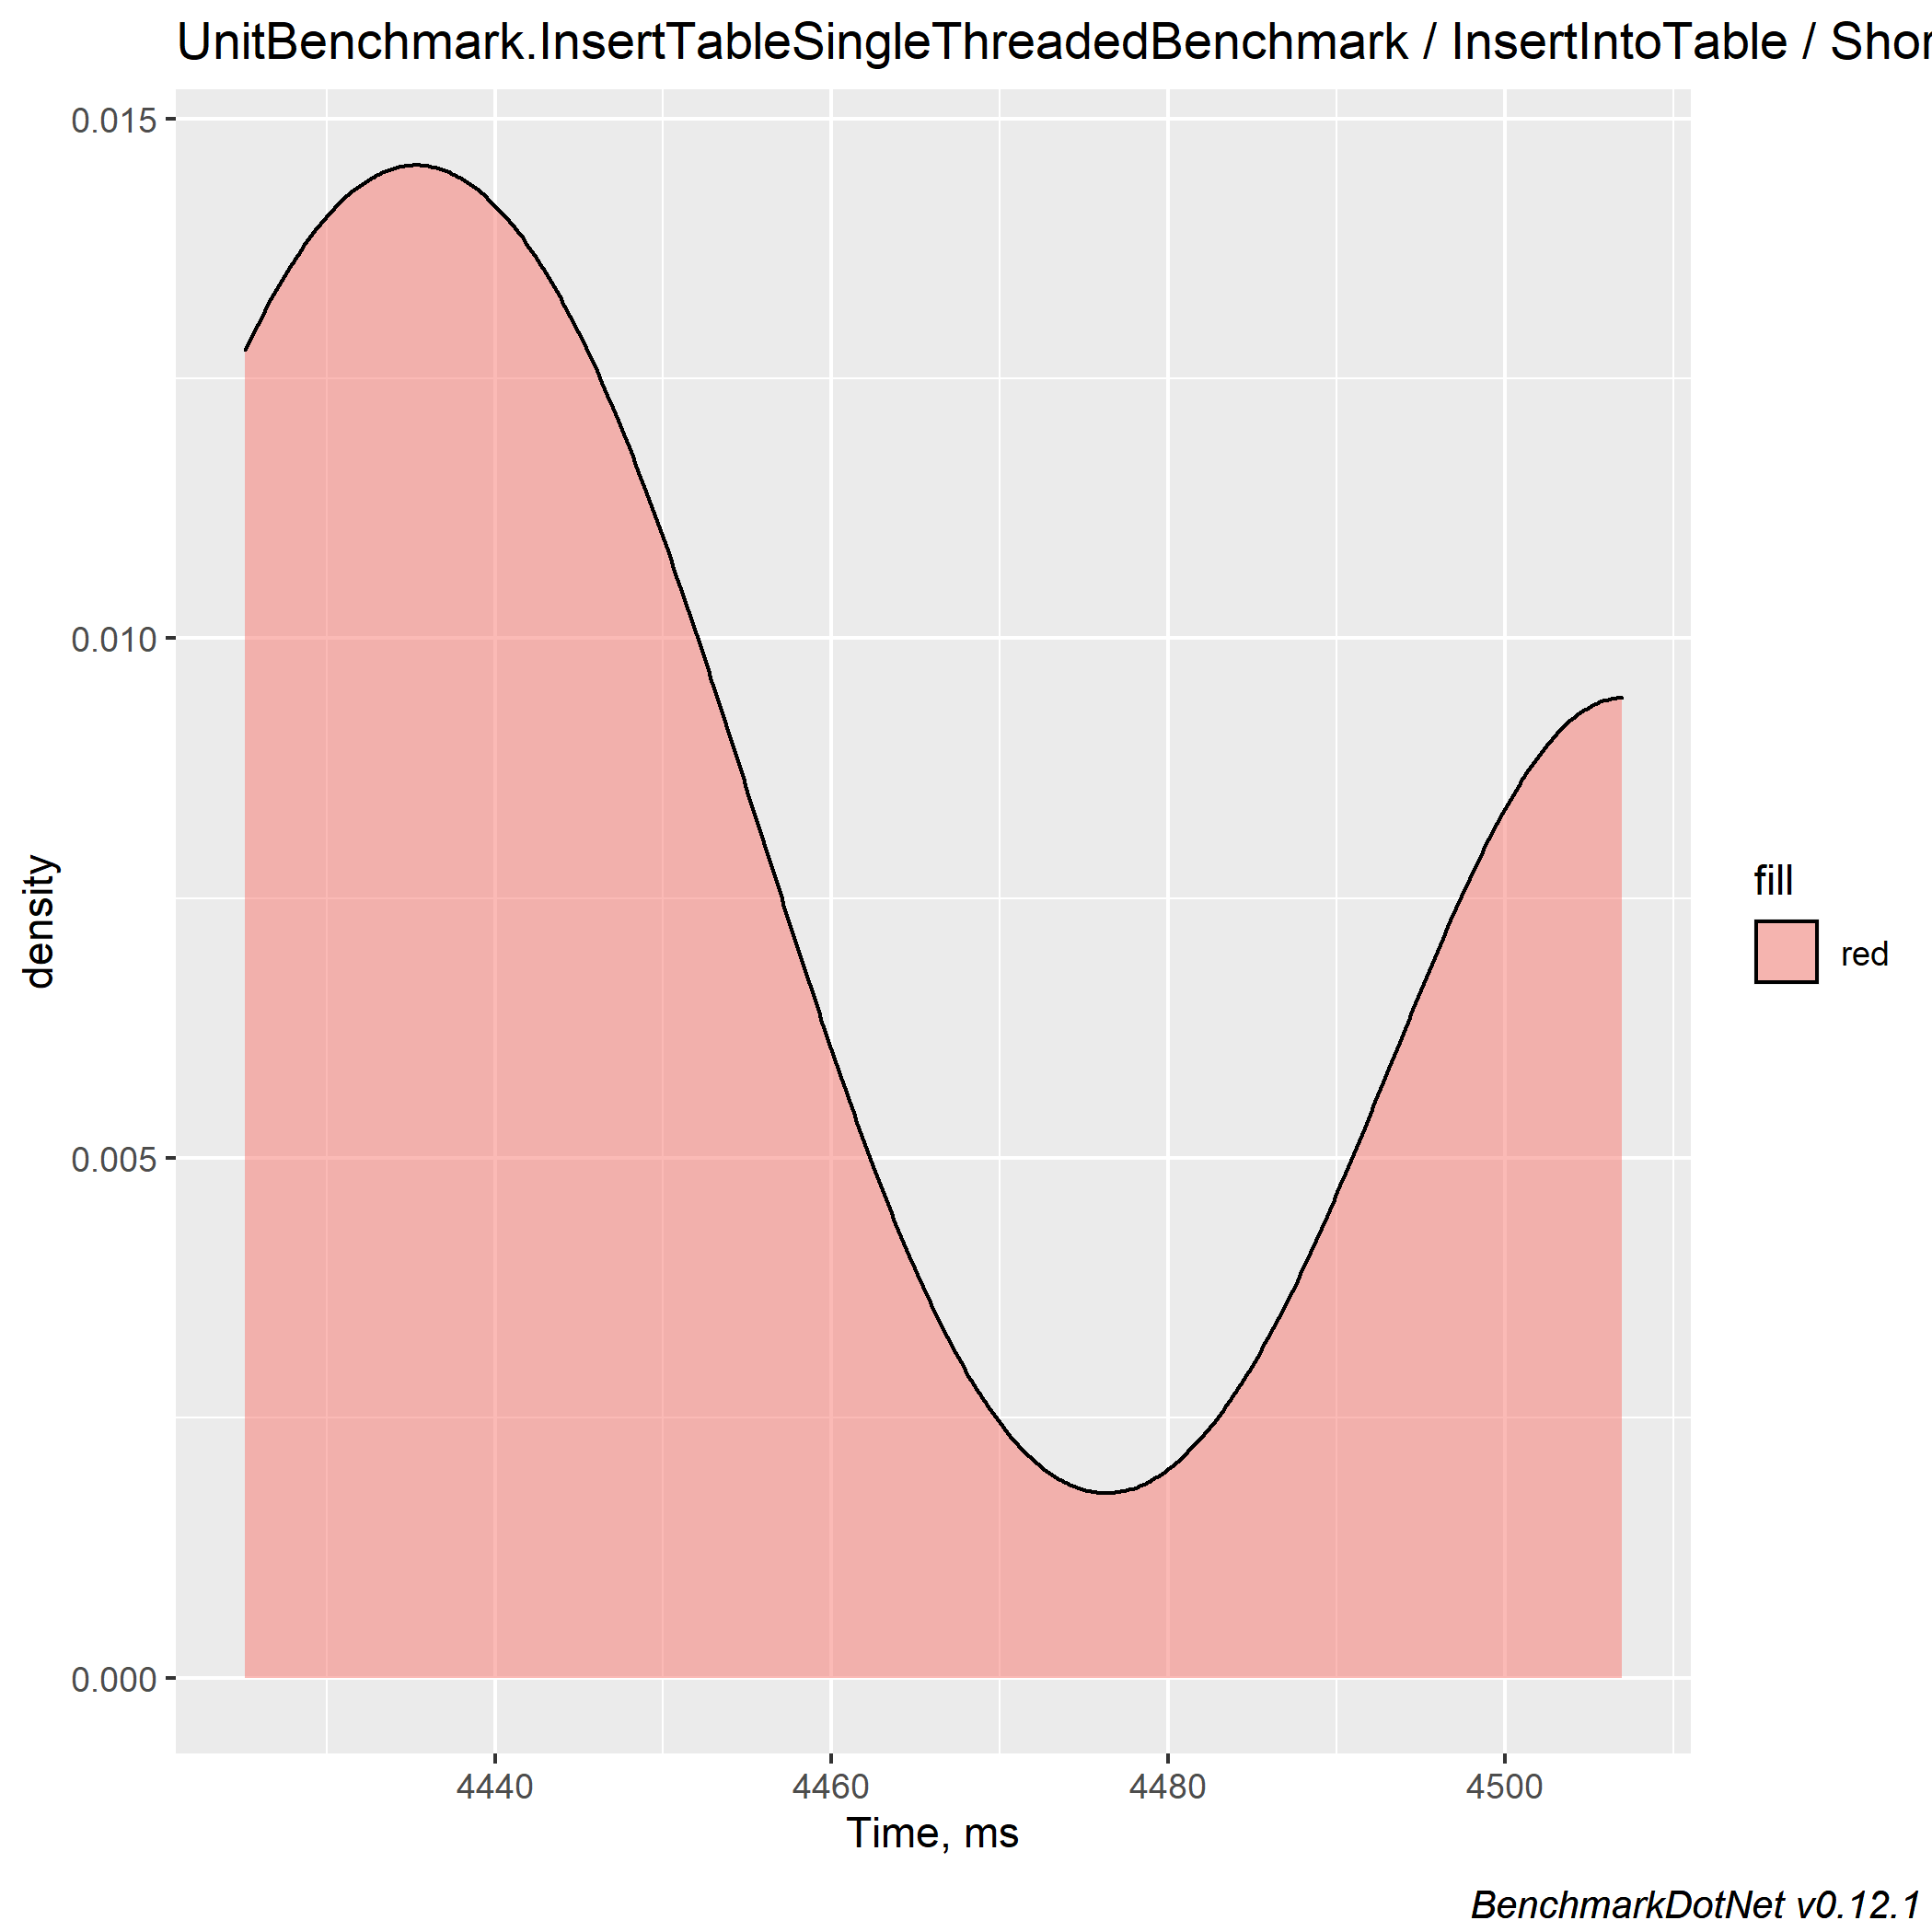 UnitBenchmark.InsertTableSingleThreadedBenchmark / InsertIntoTable / Shor
0.015
0.010
0.005
0.000
density
4440 4460 4480 4500
Time, ms
fill
red
BenchmarkDotNet v0.12.1